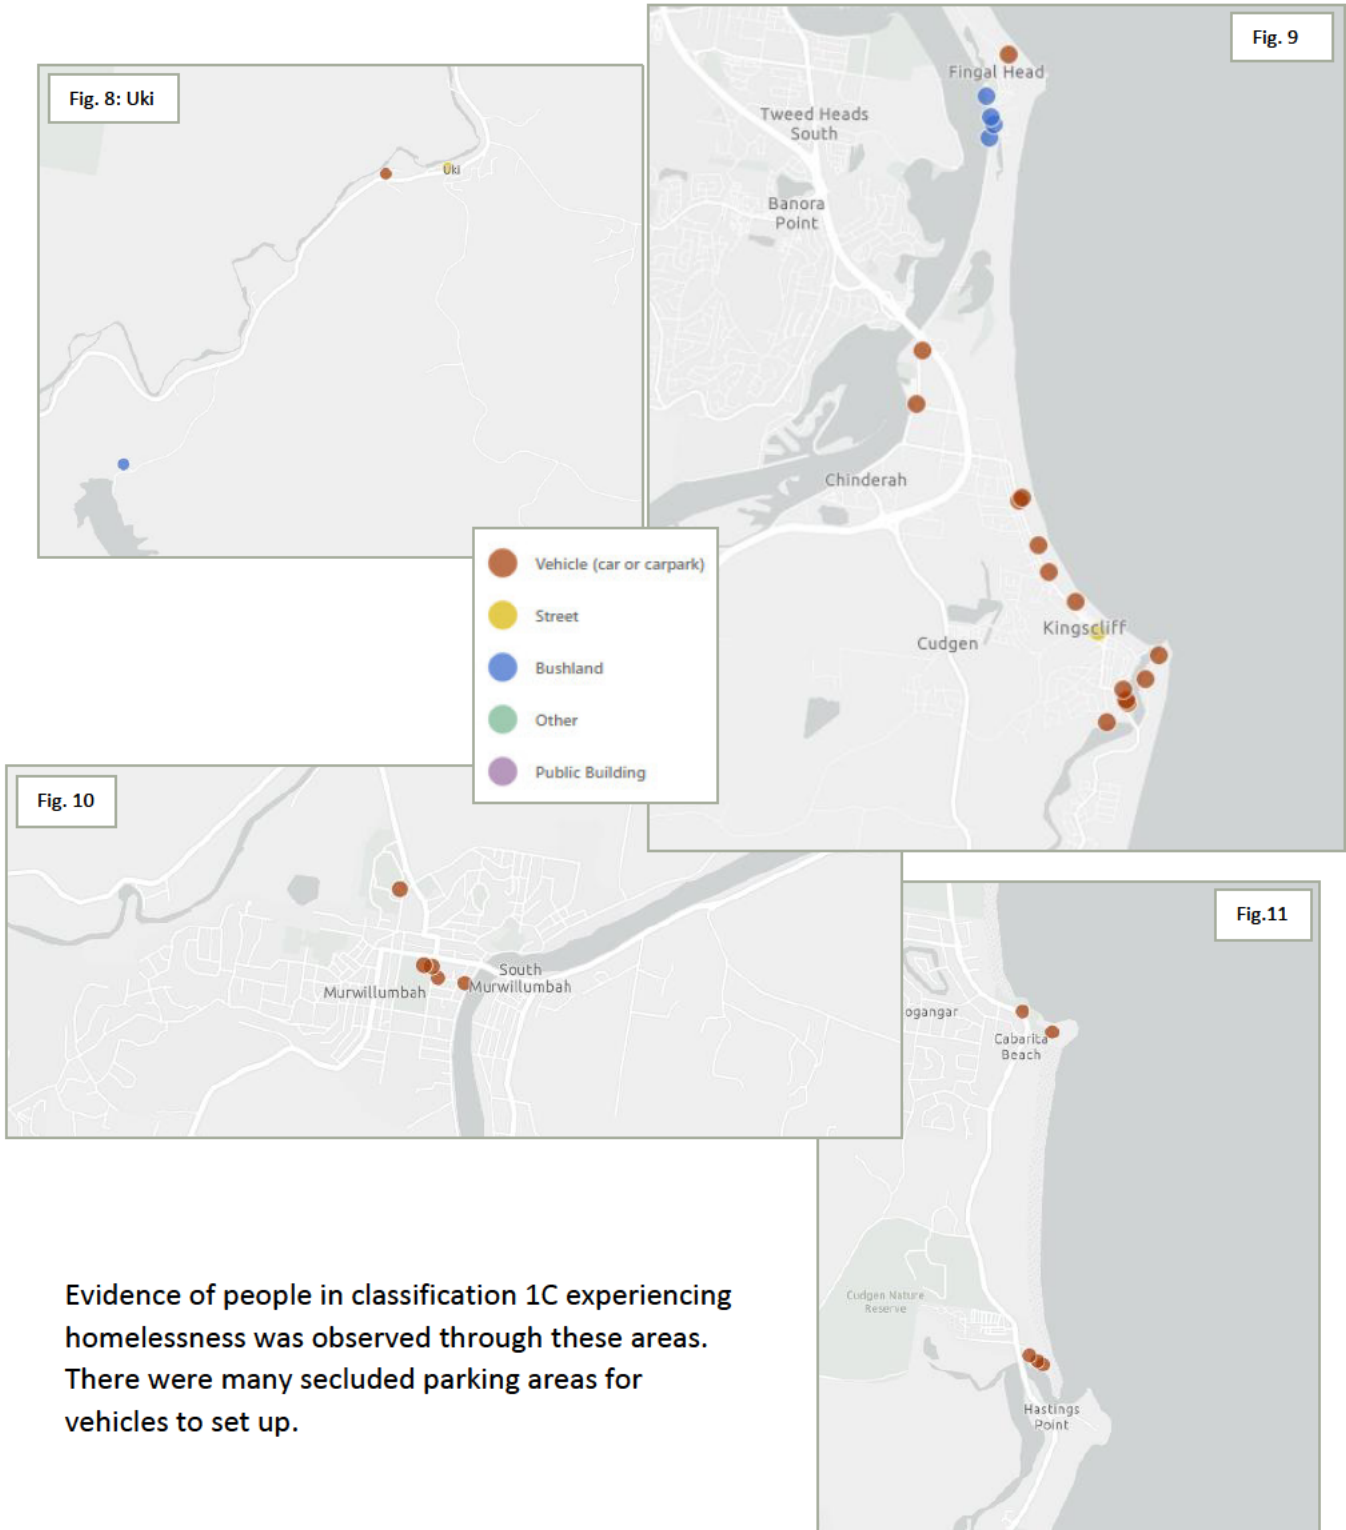 Fig. 8: Uki
Uki
Fig. 9
Fingal Head
Tweed Heads
South
Banora
Point
Chinderah
Kingscliff
Cudgen
Vehicle (car or carpark)
Street
Bushland
Other
Public Building
Fig. 10
South
Murwillumbah
Murwillumbah
Fig.11
ogangar
Cabarita
Beach
Cudgen Nature
Reserve
Hastings
Point
Evidence of people in classification 1C experiencing
homelessness was observed through these areas.
There were many secluded parking areas for
vehicles to set up.